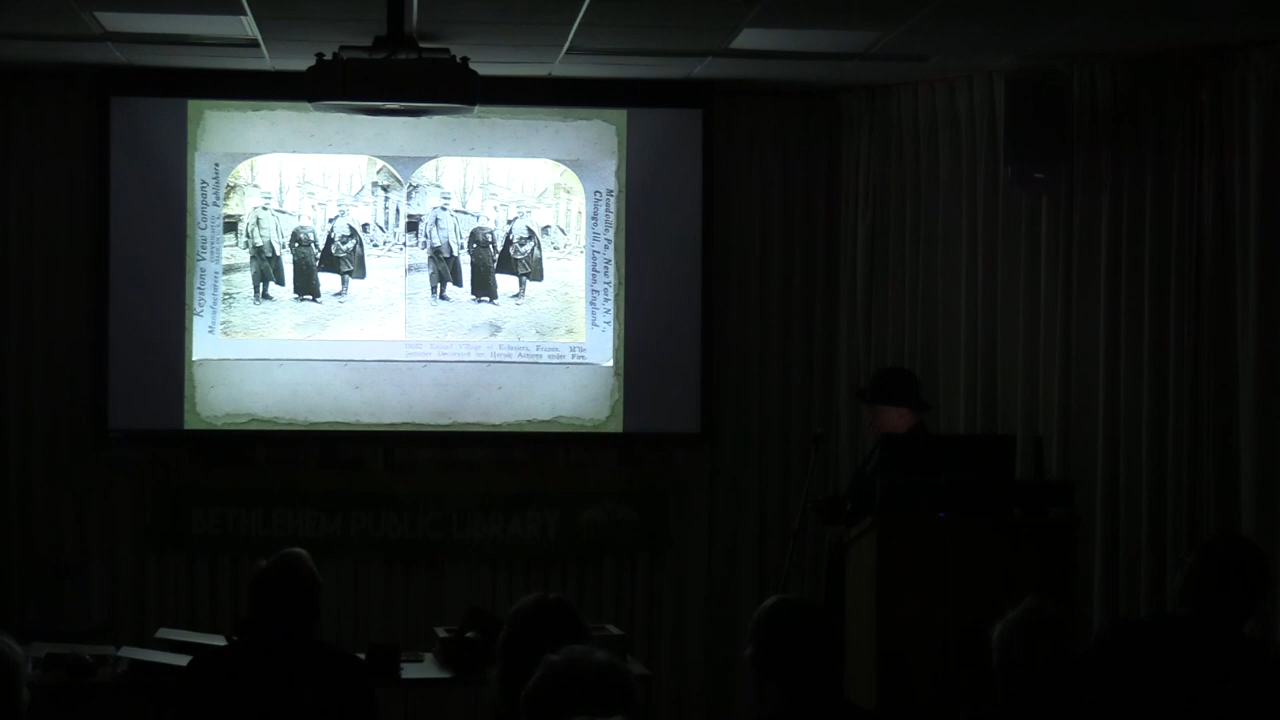 Keystone View Company
Manufacturers Publishers
Meadville, Pa., New York, N. Y.,
Chicago, Ill., London, England.
Village of France. M'lle
Decorated for Heroic Actions under Fire.
BETHLEHEM PUBLIC LIBRARY